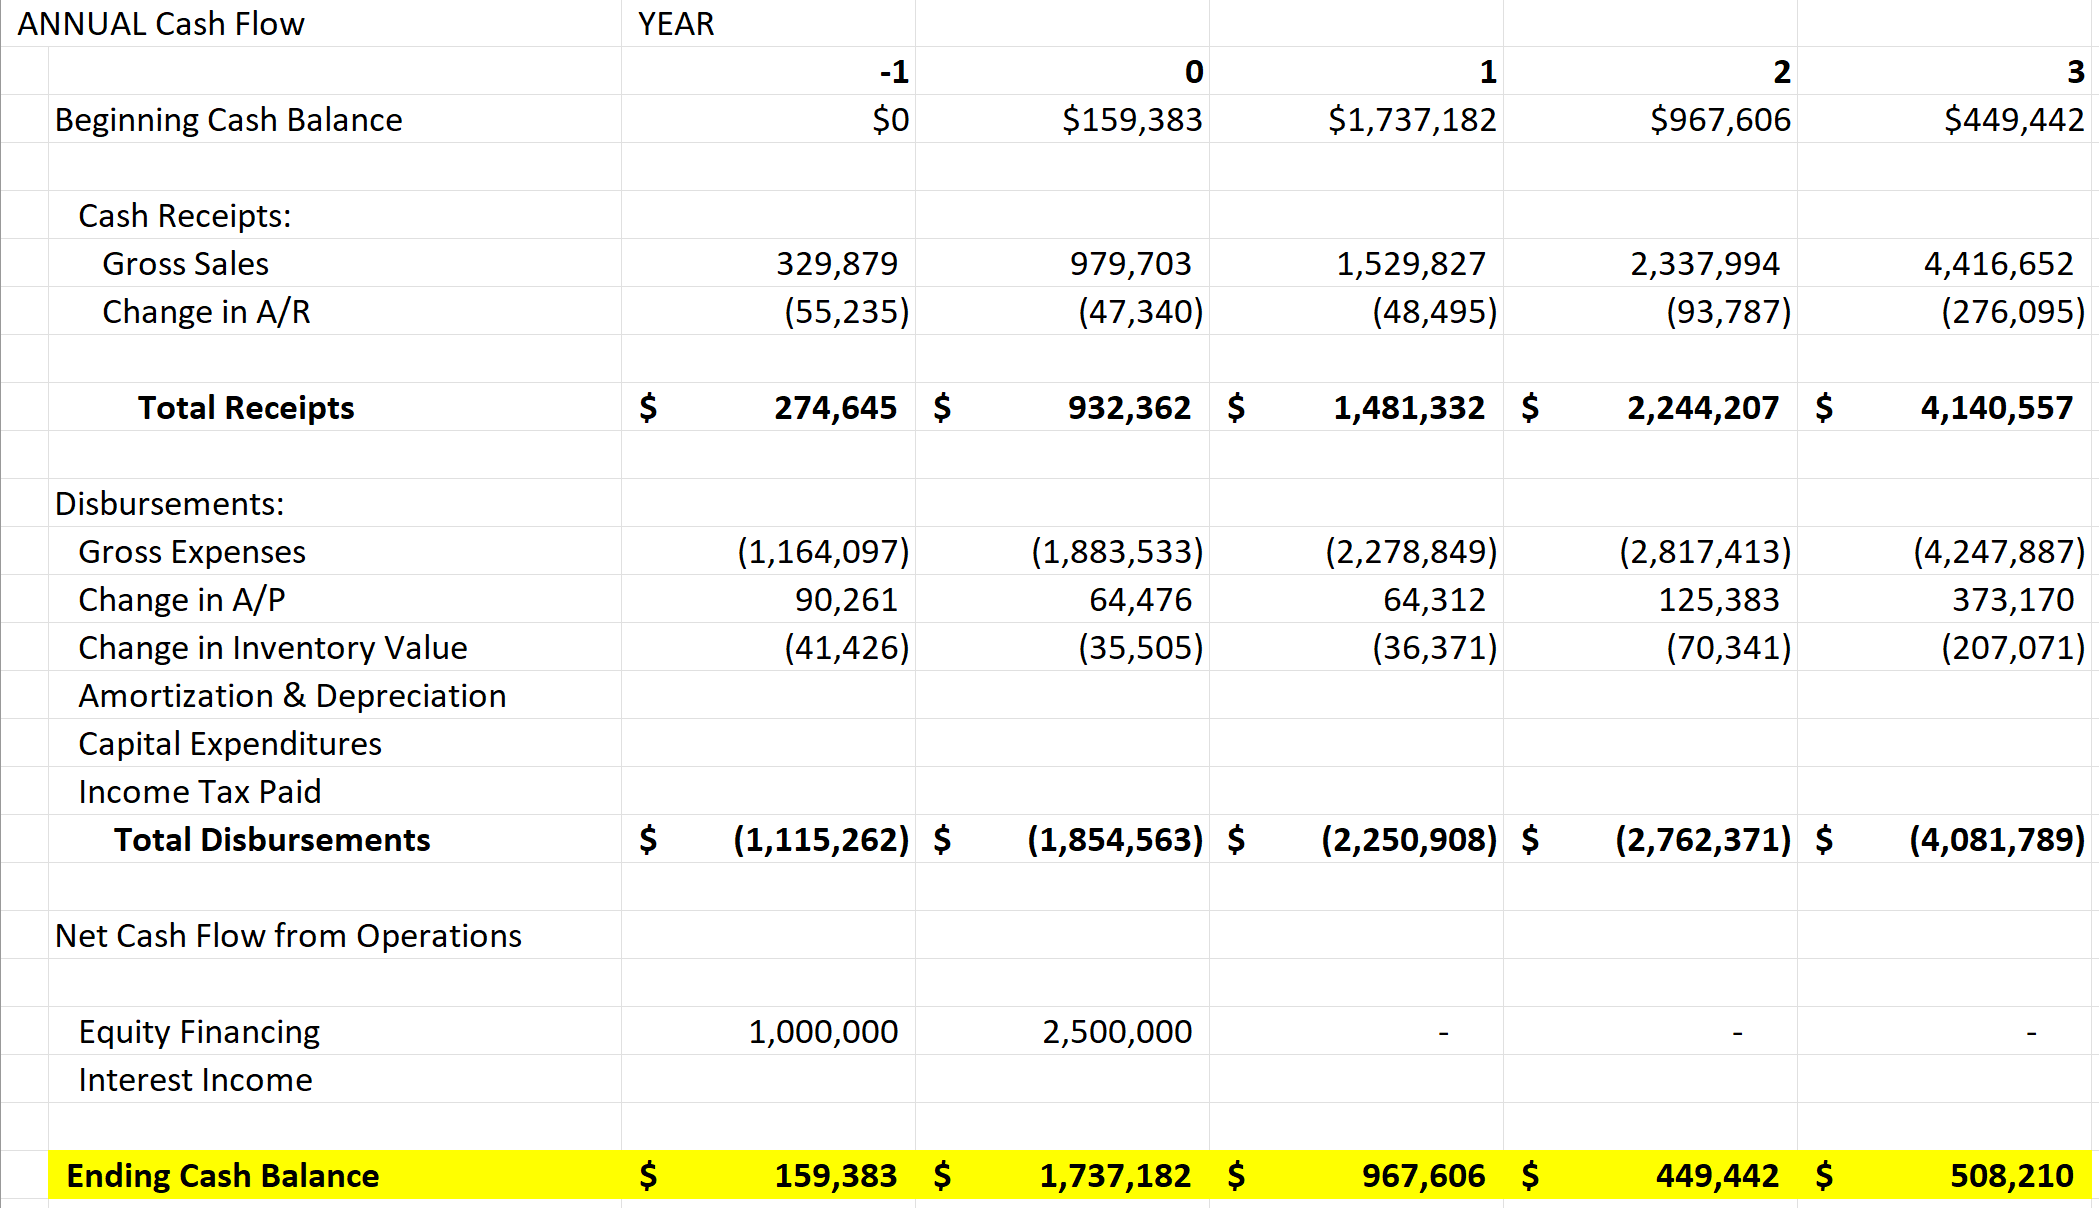 ANNUAL Cash Flow YEAR
-1 0 1 2 3
Beginning Cash Balance $0 $159,383 $1,737,182 $967,606 $449,442
Cash Receipts:
Gross Sales 329,879 979,703 1,529,827 2,337,994 4,416,652
Change in A/R (55,235) (47,340) (48,495) (93,787) (276,095)
Total Receipts $ 274,645 $ 932,362 $ 1,481,332 $ 2,244,207 $ 4,140,557
Disbursements:
Gross Expenses (1,164,097) (1,883,533) (2,278,849) (2,817,413) (4,247,887)
Change in A/P 90,261 64,476 64,312 125,383 373,170
Change in Inventory Value (41,426) (35,505) (36,371) (70,341) (207,071)
Amortization & Depreciation
Capital Expenditures
Income Tax Paid
Total Disbursements $ (1,115,262) $ (1,854,563) $ (2,250,908) $ (2,762,371) $ (4,081,789)
Net Cash Flow from Operations
Equity Financing 1,000,000 2,500,000 - - -
Interest Income
Ending Cash Balance $ 159,383 $ 1,737,182 $ 967,606 $ 449,442 $ 508,210